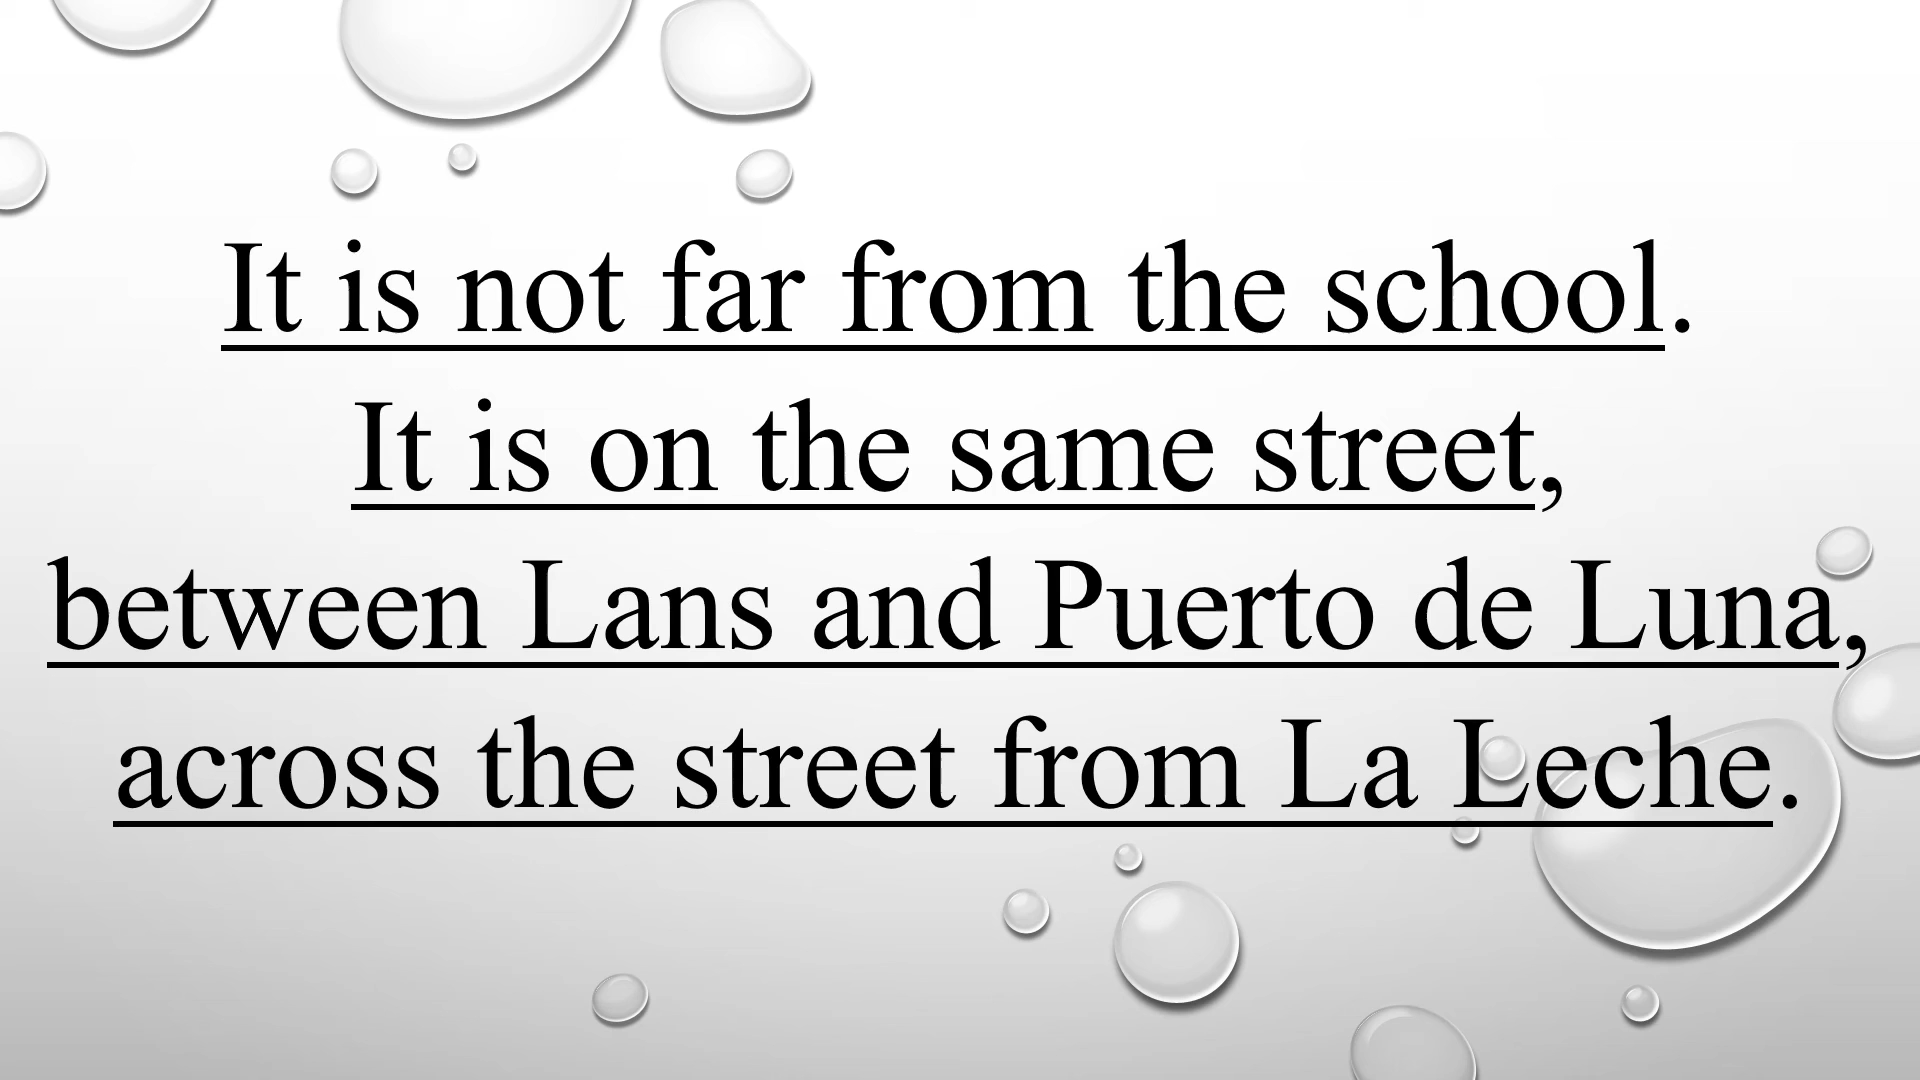 It is not far from the school.
It is on the same street,
between Lans and Puerto de Luna,
across the street from La Leche.